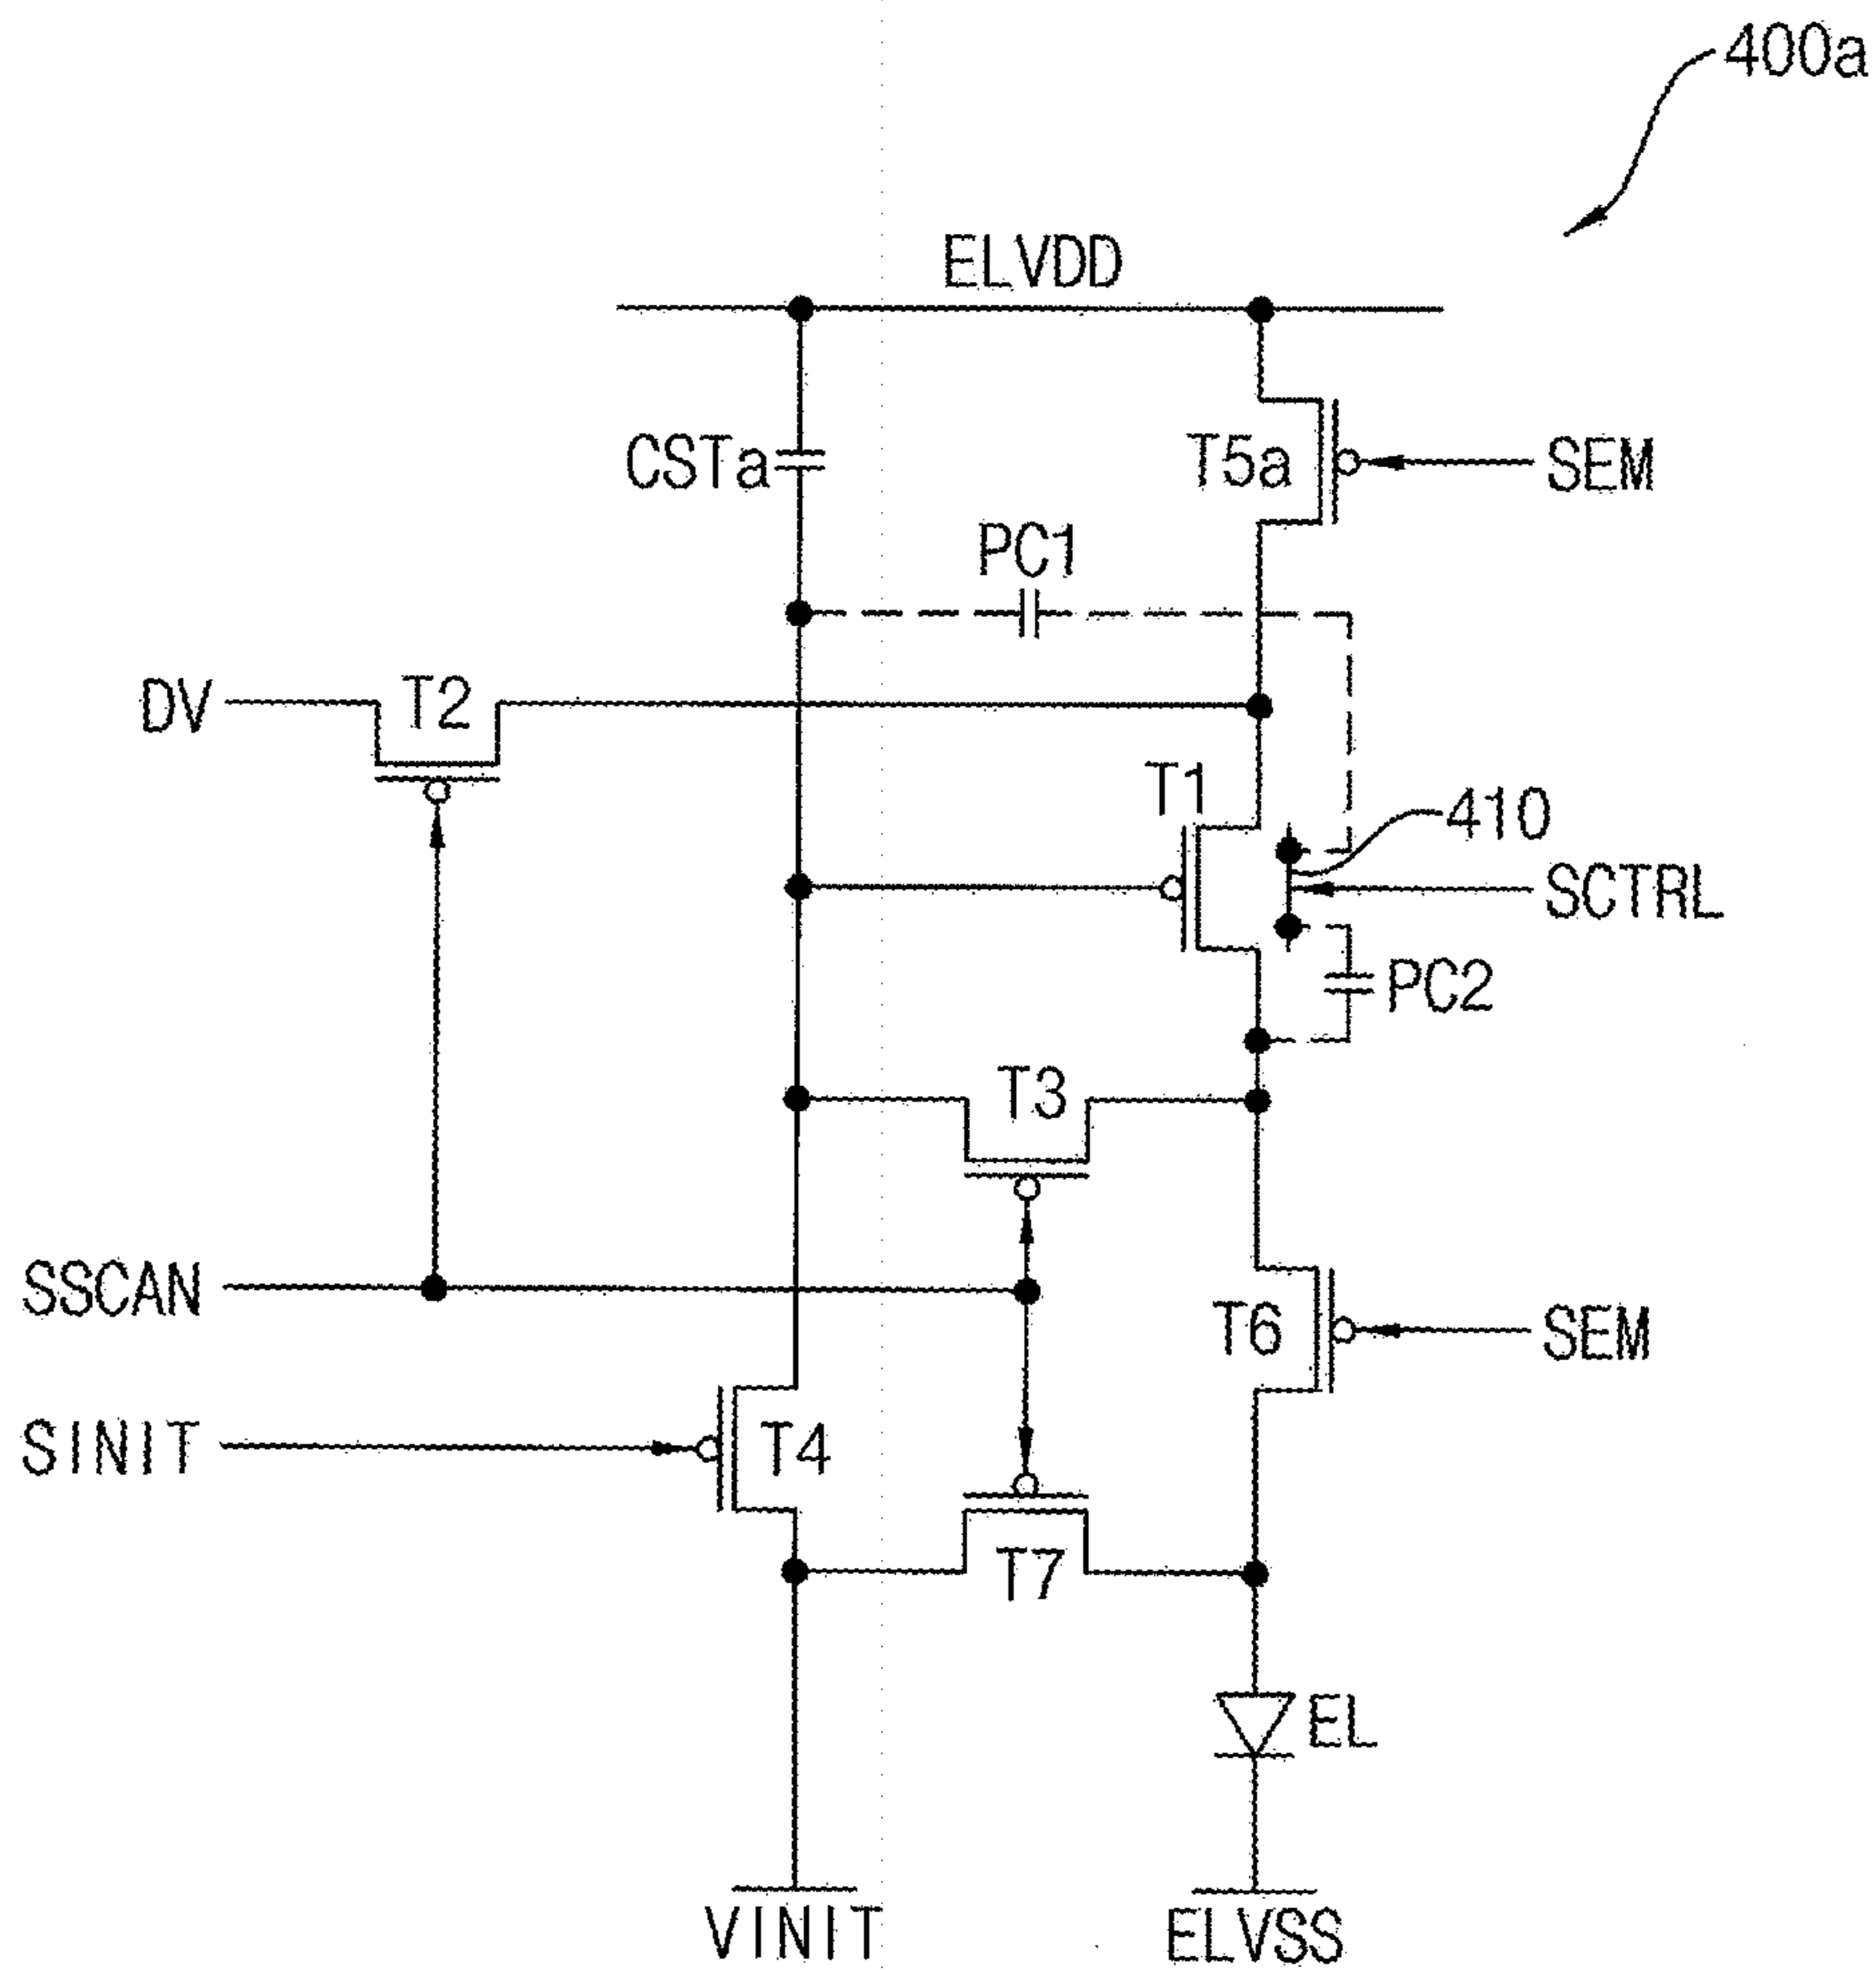 400a
ELVDD
CSTa
T5a
SEM
PC1
DV
T2
T1
410
SCTRL
PC2
T3
SSCAN
T6
SEM
SINIT
T4
T7
EL
VINIT
ELVSS